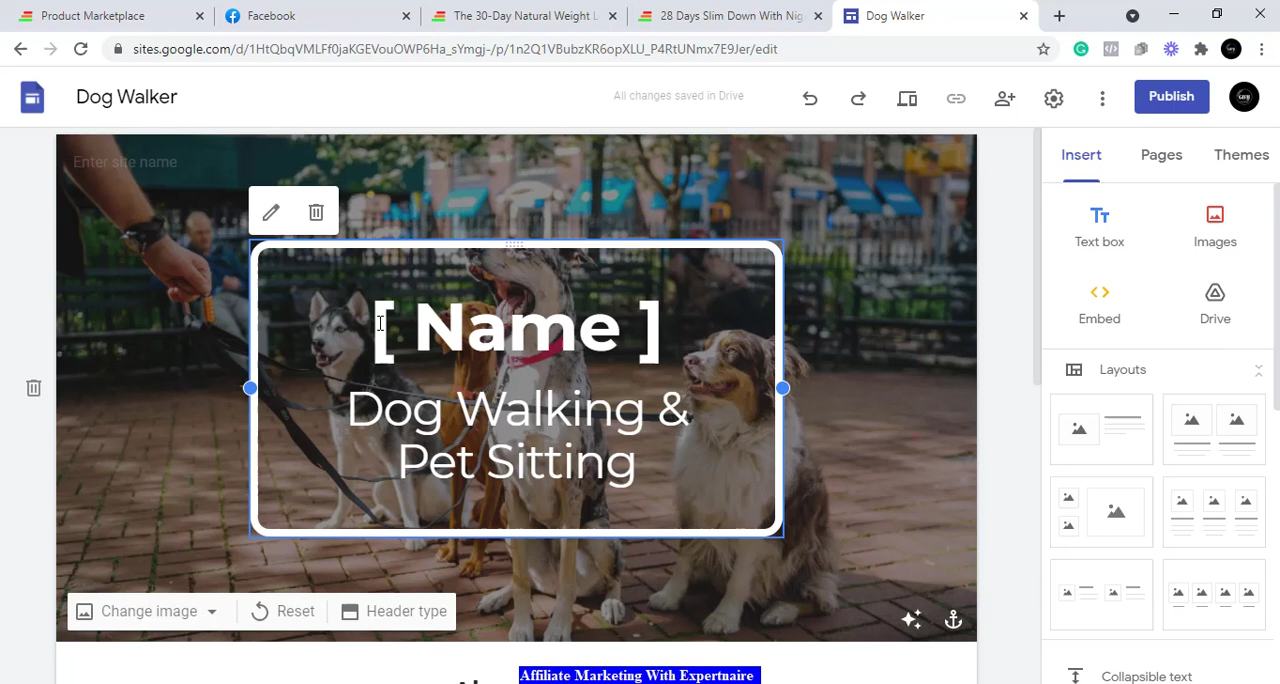 Product Marketplace
Facebook
The 30-Day Natural Weight L
28 Days Slim Down With Nig
Dog Walker
sites.google.com/d/1HtQbqVMLFf0jaKGEVouOWP6Ha_sYmgj-/p/1n2Q1VBubzKR6opXLU_P4RtUNmx7E9Jer/edit
Dog Walker
All changes saved in Drive
Publish
Insert
Pages
Themes
Enter site name
[ Name ]
Dog Walking &
Pet Sitting
Text box
Images
Embed
Drive
Layouts
Change image
Reset
Header type
Collapsible text
Affiliate Marketing With Expertnaire